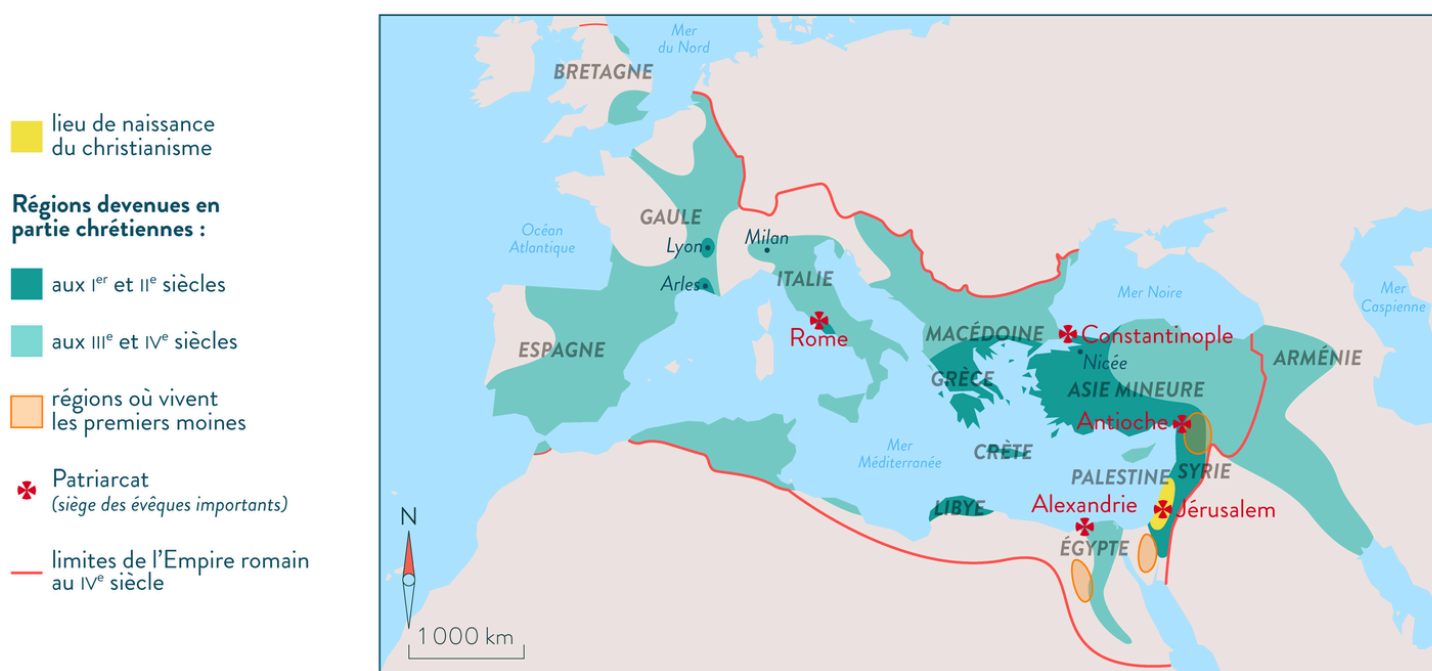 lieu de naissance
du christianisme
Régions devenues en
partie chrétiennes :
aux Ier et IIe siècles
aux IIIe et IVe siècles
régions où vivent
les premiers moines
Patriarcat
(siège des évêques importants)
limites de l'Empire romain
au IVe siècle
Mer
du Nord
BRETAGNE
Océan
Atlantique
GAULE
Lyon
Milan
Arles
ITALIE
Mer Noire
Mer
Caspienne
ESPAGNE
Rome
MACÉDOINE
Constantinople
Nicée
ARMÉNIE
GRÈCE
ASIE MINEURE
Antioche
Mer
Méditerranée
CRÈTE
PALESTINE
SYRIE
LIBYE
Alexandrie
Jérusalem
ÉGYPTE
N
1 000 km